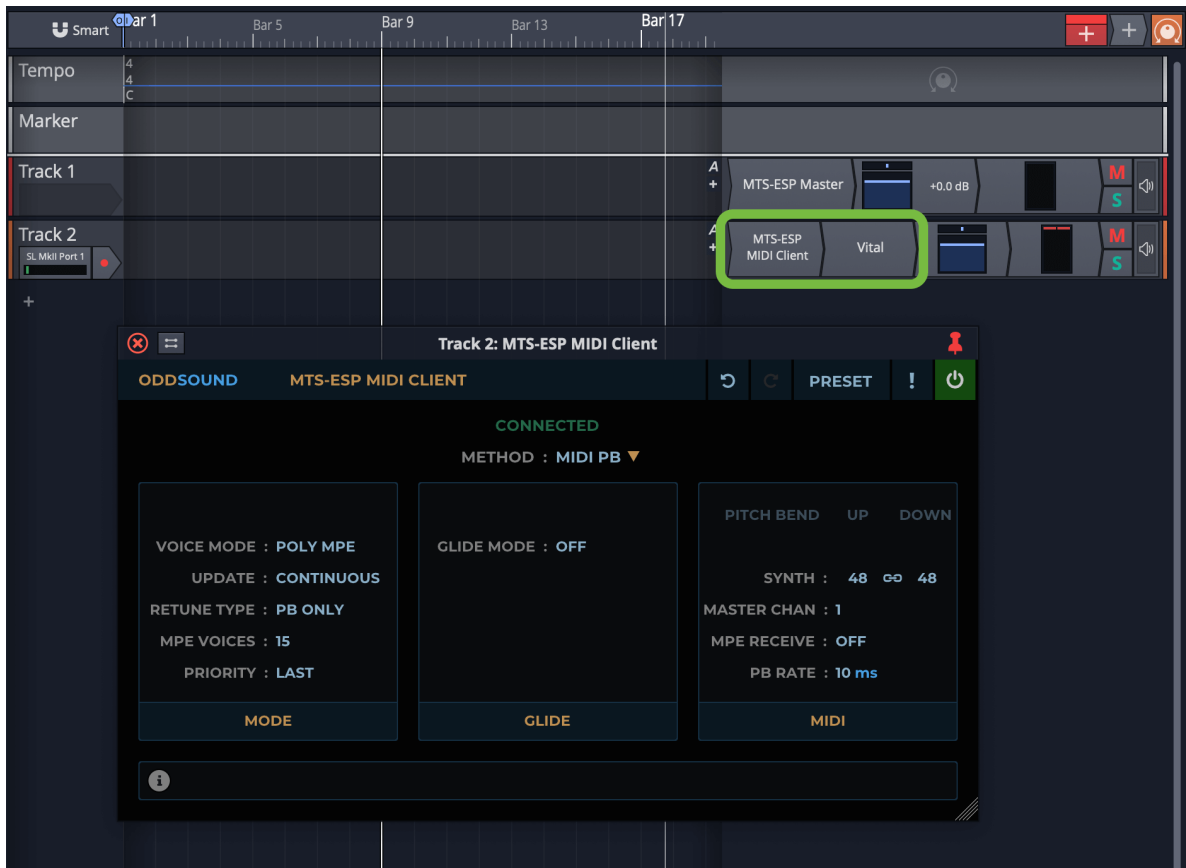 Smart Bar 1 Bar 5 Bar 9 Bar 13 Bar 17
Tempo
4
4
C
Marker
Track 1
A
+
MTS-ESP Master +0.0 dB M
S
Track 2
SL MkII Port 1
A
+
MTS-ESP
MIDI Client
Vital
M
S
+
Track 2: MTS-ESP MIDI Client
ODDSOUND MTS-ESP MIDI CLIENT PRESET !
CONNECTED
METHOD : MIDI PB
VOICE MODE : POLY MPE
UPDATE : CONTINUOUS
RETUNE TYPE : PB ONLY
MPE VOICES : 15
PRIORITY : LAST
MODE
GLIDE MODE : OFF
GLIDE
PITCH BEND UP DOWN
SYNTH : 48 48
MASTER CHAN : 1
MPE RECEIVE : OFF
PB RATE : 10 ms
MIDI